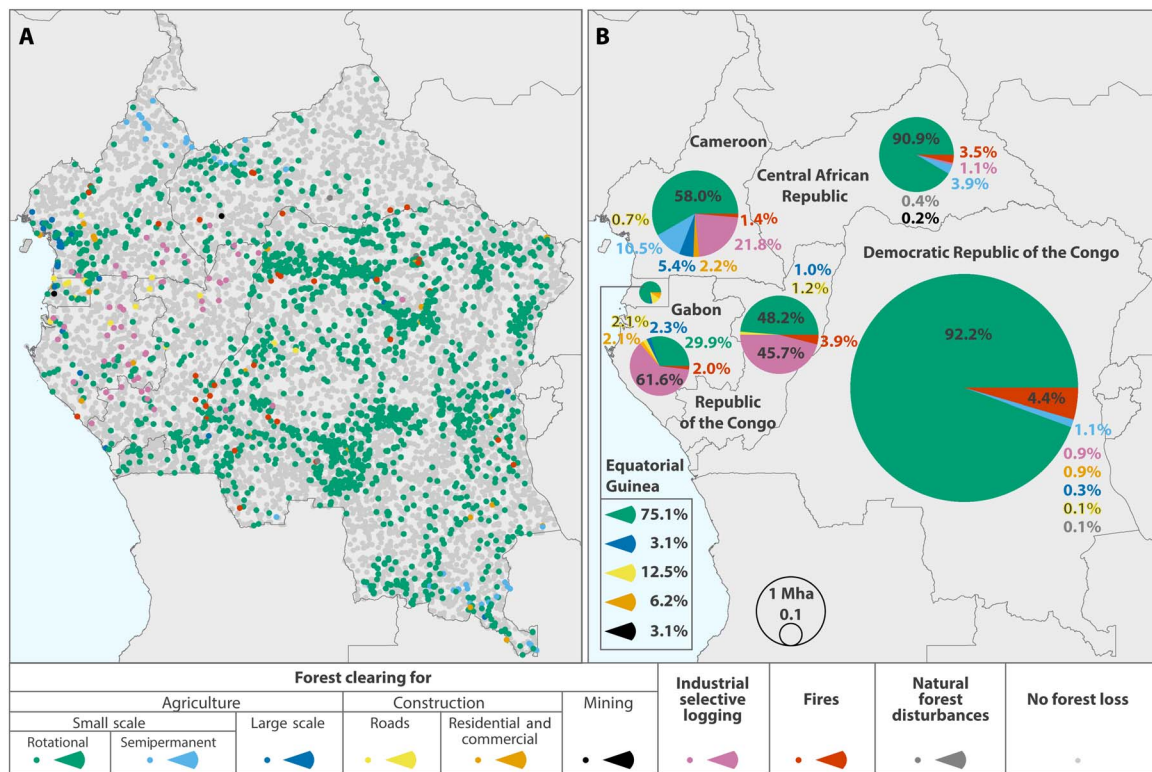 A
B
Cameroon
58.0%
0.7%
10.5%
5.4%
2.2%
21.8%
1.4%
Central African
Republic
90.9%
3.5%
1.1%
3.9%
0.4%
0.2%
Democratic Republic of the Congo
92.2%
4.4%
1.1%
0.9%
0.9%
0.3%
0.1%
0.1%
Gabon
2.1%
2.1%
2.3%
29.9%
2.0%
61.6%
1.0%
1.2%
48.2%
3.9%
45.7%
Republic
of the Congo
Equatorial
Guinea
75.1%
3.1%
12.5%
6.2%
3.1%
1 Mha
0.1
Forest clearing for
Agriculture
Construction
Mining
Small scale
Large scale
Roads
Residential and
commercial
Rotational
Semipermanent
Industrial
selective
logging
Fires
Natural
forest
disturbances
No forest loss